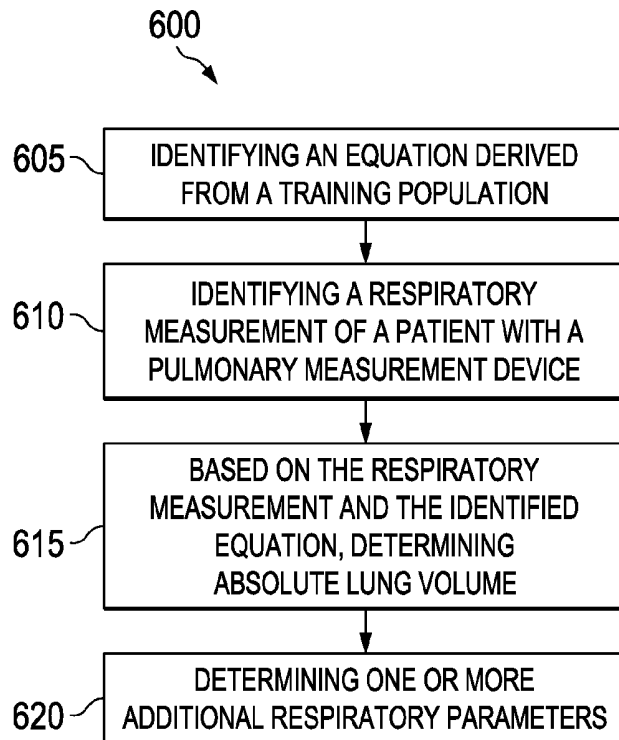 600
605
IDENTIFYING AN EQUATION DERIVED
FROM A TRAINING POPULATION
610
IDENTIFYING A RESPIRATORY
MEASUREMENT OF A PATIENT WITH A
PULMONARY MEASUREMENT DEVICE
615
BASED ON THE RESPIRATORY
MEASUREMENT AND THE IDENTIFIED
EQUATION, DETERMINING
ABSOLUTE LUNG VOLUME
620
DETERMINING ONE OR MORE
ADDITIONAL RESPIRATORY PARAMETERS